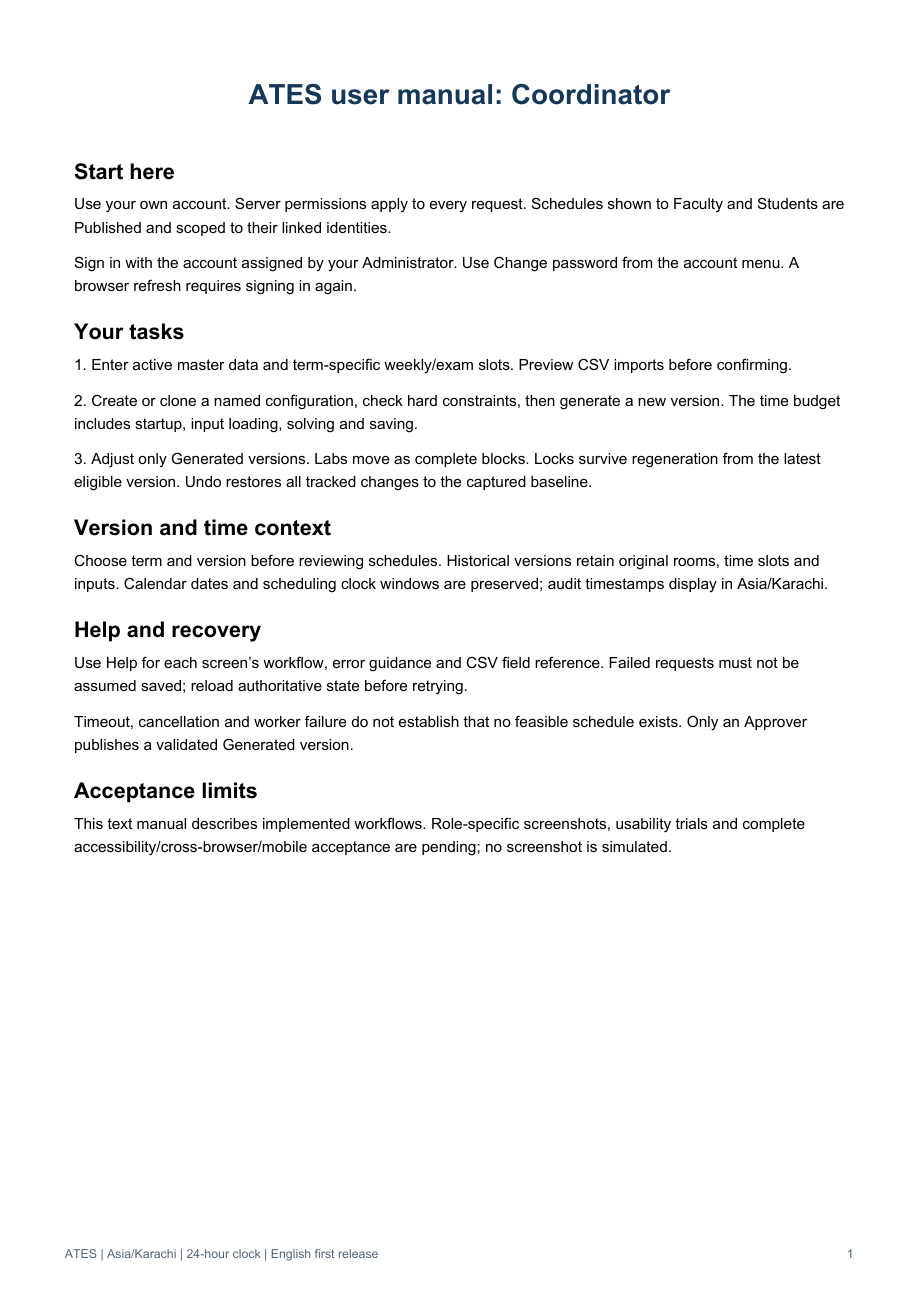 ATES user manual: Coordinator
Start here
Use your own account. Server permissions apply to every request. Schedules shown to Faculty and Students are
Published and scoped to their linked identities.
Sign in with the account assigned by your Administrator. Use Change password from the account menu. A
browser refresh requires signing in again.
Your tasks
1. Enter active master data and term-specific weekly/exam slots. Preview CSV imports before confirming.
2. Create or clone a named configuration, check hard constraints, then generate a new version. The time budget
includes startup, input loading, solving and saving.
3. Adjust only Generated versions. Labs move as complete blocks. Locks survive regeneration from the latest
eligible version. Undo restores all tracked changes to the captured baseline.
Version and time context
Choose term and version before reviewing schedules. Historical versions retain original rooms, time slots and
inputs. Calendar dates and scheduling clock windows are preserved; audit timestamps display in Asia/Karachi.
Help and recovery
Use Help for each screen’s workflow, error guidance and CSV field reference. Failed requests must not be
assumed saved; reload authoritative state before retrying.
Timeout, cancellation and worker failure do not establish that no feasible schedule exists. Only an Approver
publishes a validated Generated version.
Acceptance limits
This text manual describes implemented workflows. Role-specific screenshots, usability trials and complete
accessibility/cross-browser/mobile acceptance are pending; no screenshot is simulated.
ATES | Asia/Karachi | 24-hour clock | English first release 1